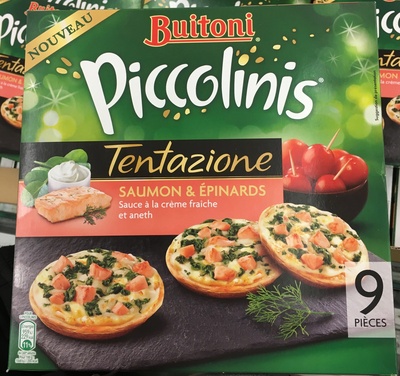 NOUVEAU
Buitoni
Piccolinis
Tentazione
SAUMON & ÉPINARDS
Sauce à la crème fraîche
et aneth
9
PIÈCES